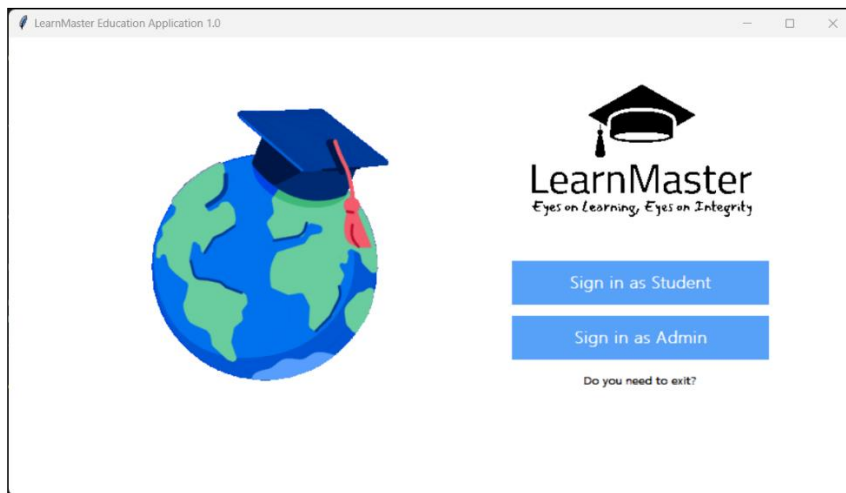 LearnMaster Education Application 1.0
LearnMaster
Eyes on Learning, Eyes on Integrity
Sign in as Student
Sign in as Admin
Do you need to exit?